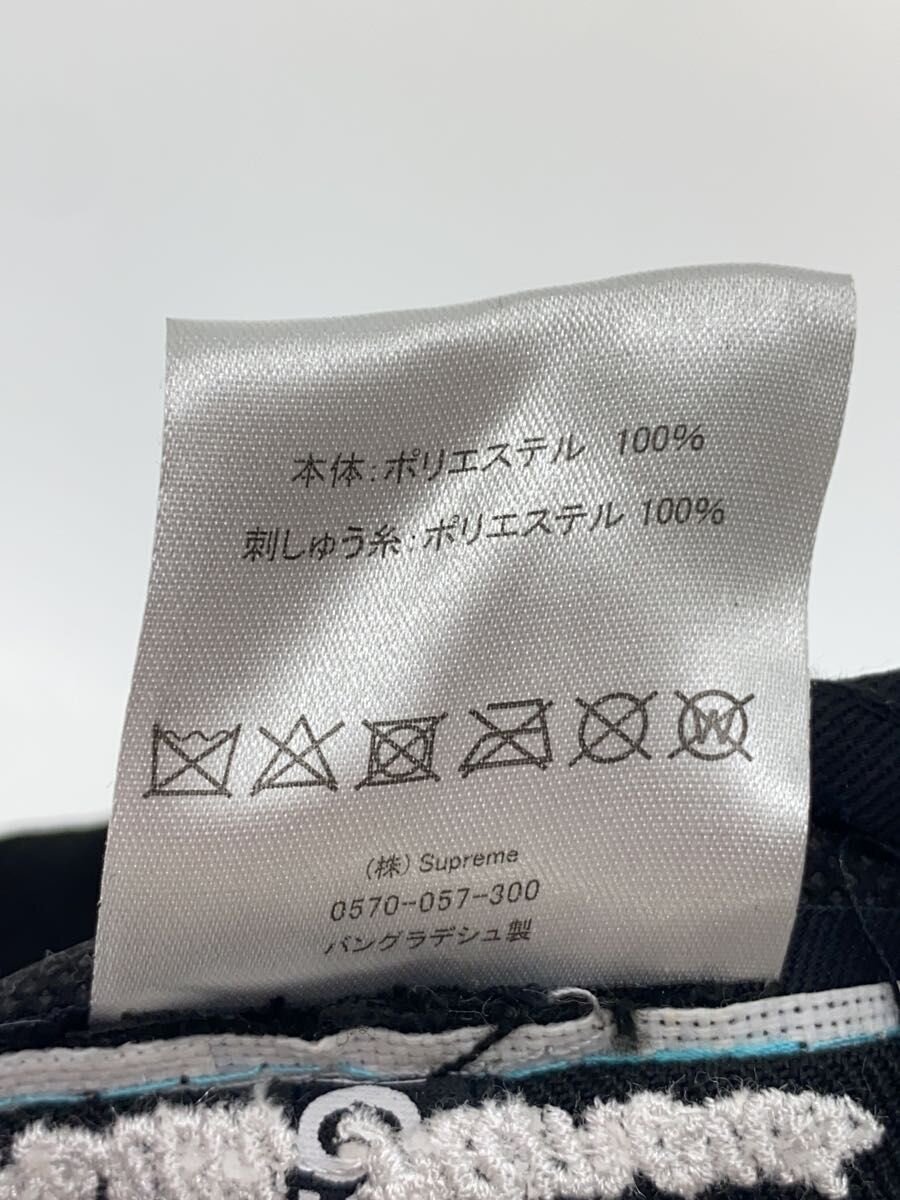 本体:ポリエステル 100%
刺しゅう糸:ポリエステル 100%
W
(株)Supreme
0570-057-300
バングラデシュ製